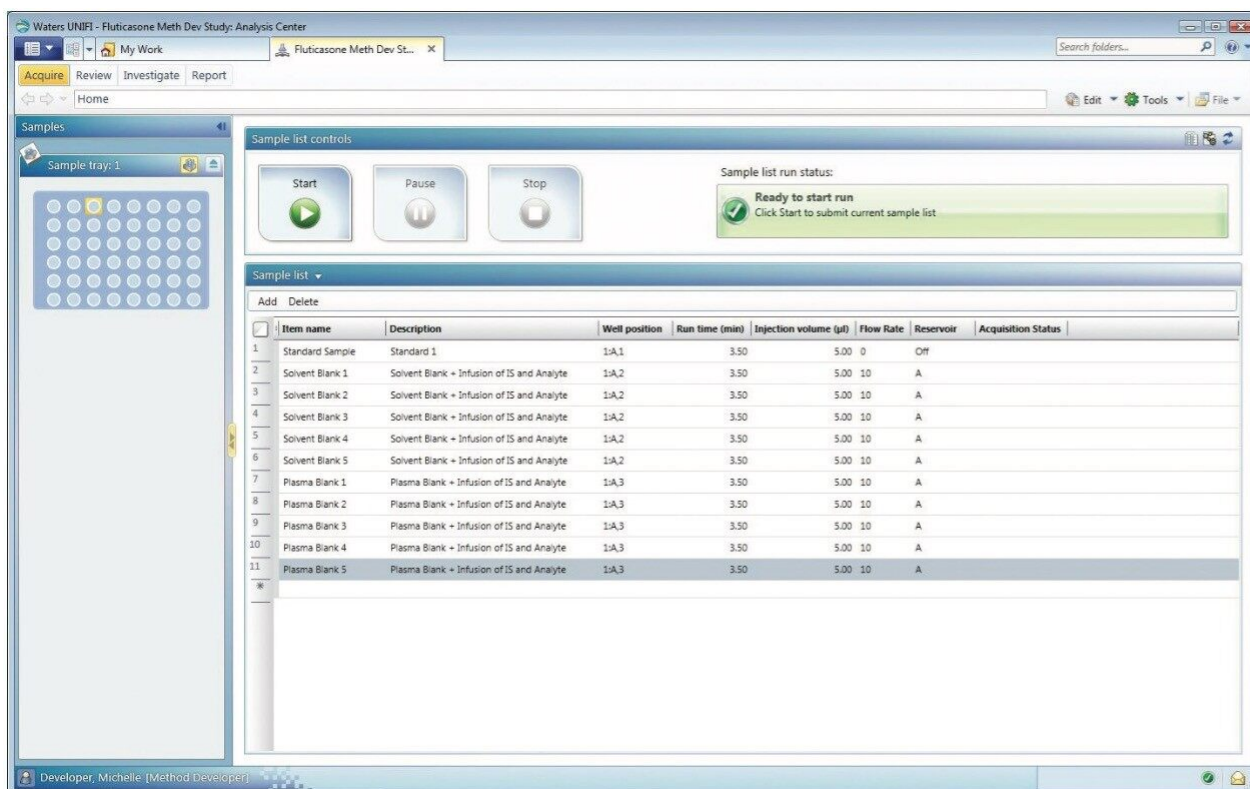 Waters UNIFI - Fluticasone Meth Dev Study: Analysis Center
My Work Fluticasone Meth Dev St... X Search folders...
Acquire Review Investigate Report
Home Edit Tools File
Samples
Sample tray: 1
Sample list controls
Start Pause Stop
Sample list run status:
Ready to start run
Click Start to submit current sample list
Sample list
Add Delete
Item name Description Well position Run time (min) Injection volume (µl) Flow Rate Reservoir Acquisition Status
1 Standard Sample Standard 1 1:A,1 3.50 5.00 0 Off
2 Solvent Blank 1 Solvent Blank + Infusion of IS and Analyte 1:A,2 3.50 5.00 10 A
3 Solvent Blank 2 Solvent Blank + Infusion of IS and Analyte 1:A,2 3.50 5.00 10 A
4 Solvent Blank 3 Solvent Blank + Infusion of IS and Analyte 1:A,2 3.50 5.00 10 A
5 Solvent Blank 4 Solvent Blank + Infusion of IS and Analyte 1:A,2 3.50 5.00 10 A
6 Solvent Blank 5 Solvent Blank + Infusion of IS and Analyte 1:A,2 3.50 5.00 10 A
7 Plasma Blank 1 Plasma Blank + Infusion of IS and Analyte 1:A,3 3.50 5.00 10 A
8 Plasma Blank 2 Plasma Blank + Infusion of IS and Analyte 1:A,3 3.50 5.00 10 A
9 Plasma Blank 3 Plasma Blank + Infusion of IS and Analyte 1:A,3 3.50 5.00 10 A
10 Plasma Blank 4 Plasma Blank + Infusion of IS and Analyte 1:A,3 3.50 5.00 10 A
11 Plasma Blank 5 Plasma Blank + Infusion of IS and Analyte 1:A,3 3.50 5.00 10 A
*
Developer, Michelle [Method Developer]